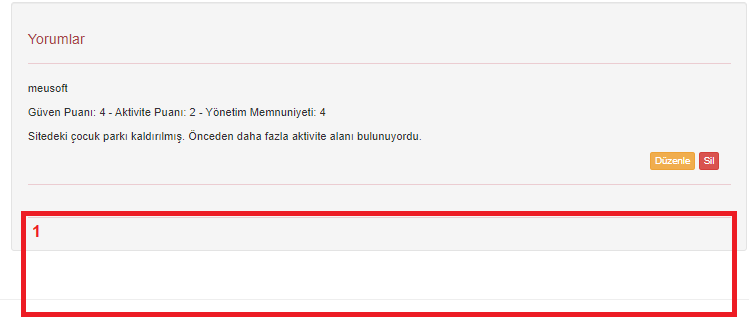 Yorumlar
meusoft
Güven Puanı: 4 - Aktivite Puanı: 2 - Yönetim Memnuniyeti: 4
Sitedeki çocuk parkı kaldırılmış. Önceden daha fazla aktivite alanı bulunuyordu.
Düzenle Sil
1